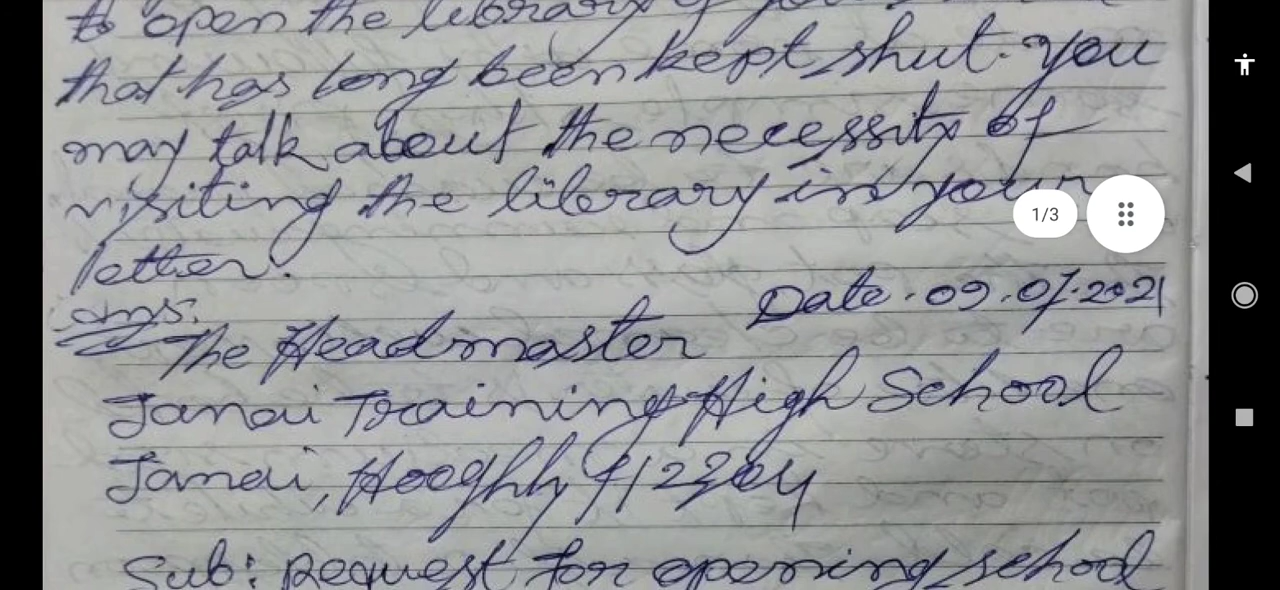 to open the library of
that has long been kept shut. you
may talk about the necessity of
visiting the library in your
letter.
1/3
Date. 09.07.2021
ans.
The Headmaster
Janai Training High School
Janai, Hooghly 712304
Sub: Request for opening school